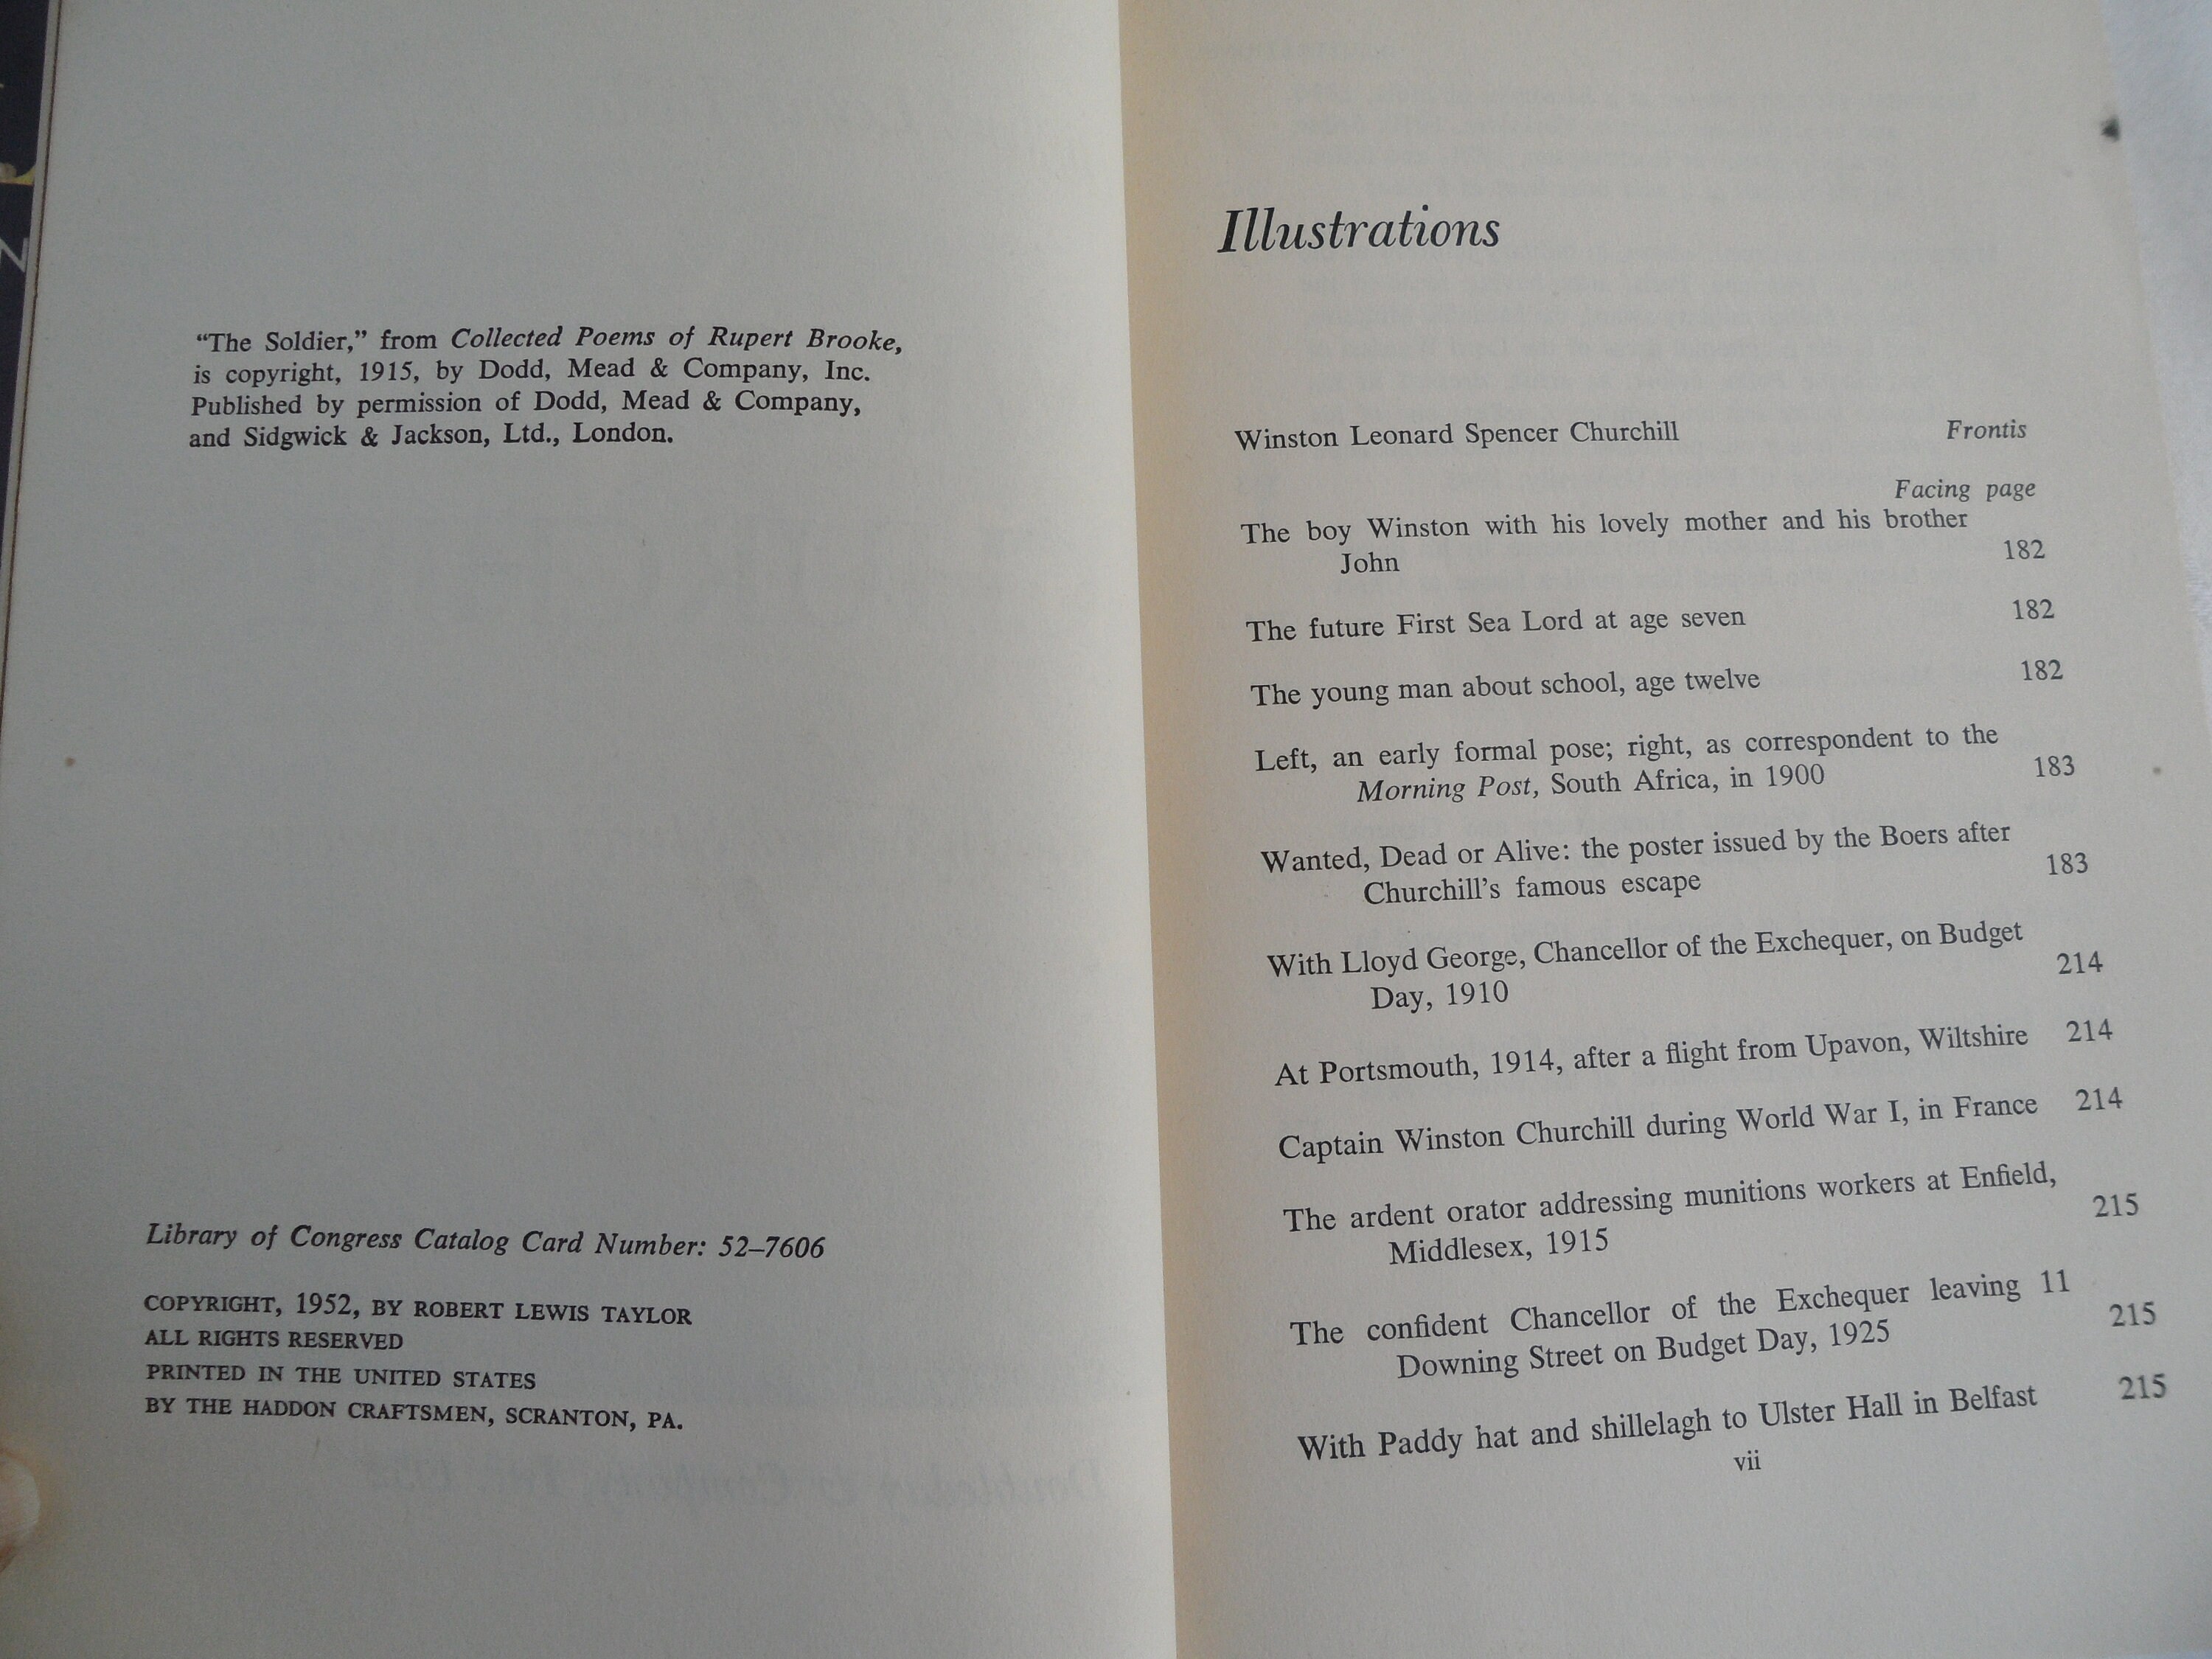 “The Soldier,” from Collected Poems of Rupert Brooke,
is copyright, 1915, by Dodd, Mead & Company, Inc.
Published by permission of Dodd, Mead & Company,
and Sidgwick & Jackson, Ltd., London.
Library of Congress Catalog Card Number: 52–7606
COPYRIGHT, 1952, BY ROBERT LEWIS TAYLOR
ALL RIGHTS RESERVED
PRINTED IN THE UNITED STATES
BY THE HADDON CRAFTSMEN, SCRANTON, PA.
Illustrations
Winston Leonard Spencer Churchill Frontis
Facing page
The boy Winston with his lovely mother and his brother
John 182
The future First Sea Lord at age seven 182
The young man about school, age twelve 182
Left, an early formal pose; right, as correspondent to the
Morning Post, South Africa, in 1900 183
Wanted, Dead or Alive: the poster issued by the Boers after
Churchill’s famous escape 183
With Lloyd George, Chancellor of the Exchequer, on Budget
Day, 1910 214
At Portsmouth, 1914, after a flight from Upavon, Wiltshire 214
Captain Winston Churchill during World War I, in France 214
The ardent orator addressing munitions workers at Enfield,
Middlesex, 1915 215
The confident Chancellor of the Exchequer leaving 11
Downing Street on Budget Day, 1925 215
With Paddy hat and shillelagh to Ulster Hall in Belfast 215
vii